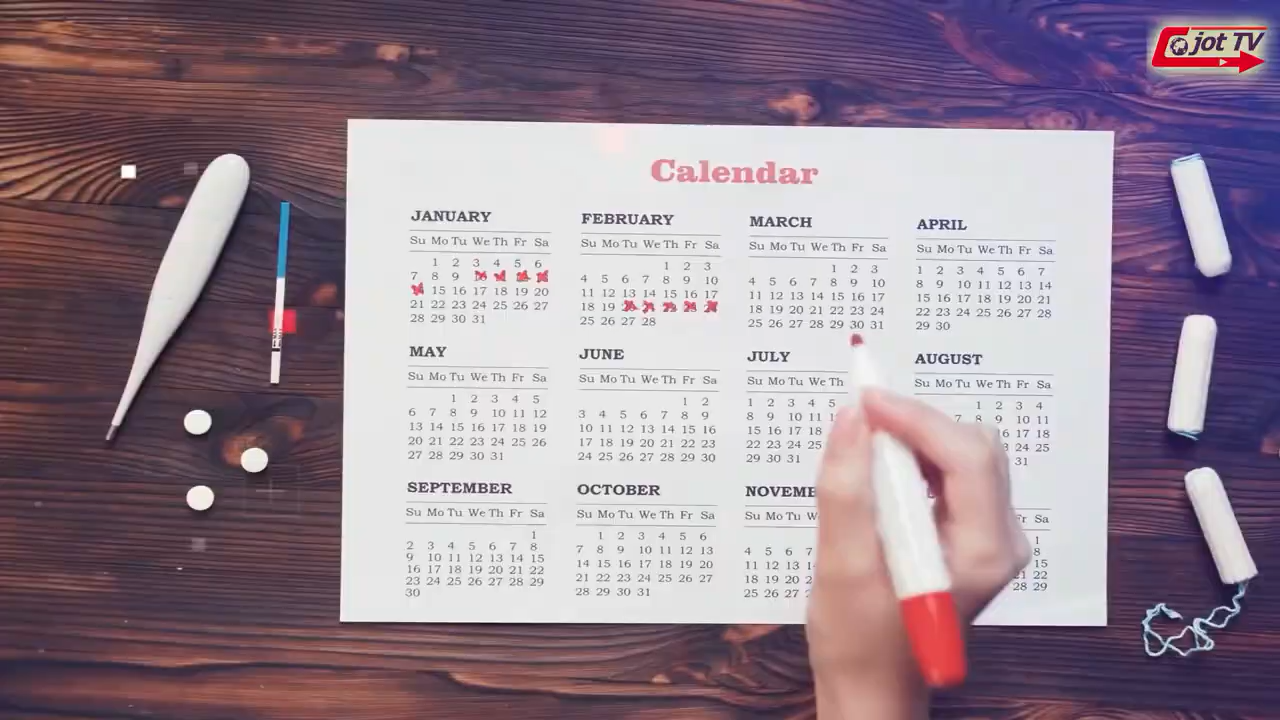 jot TV
Calendar
JANUARY
Su Mo Tu We Th Fr Sa
1 2 3 4 5 6
7 8 9
15 16 17 18 19 20
21 22 23 24 25 26 27
28 29 30 31
FEBRUARY
Su Mo Tu We Th Fr Sa
1 2 3
4 5 6 7 8 9 10
11 12 13 14 15 16 17
18 19
25 26 27 28
MARCH
Su Mo Tu We Th Fr Sa
1 2 3
4 5 6 7 8 9 10
11 12 13 14 15 16 17
18 19 20 21 22 23 24
25 26 27 28 29 30 31
APRIL
Su Mo Tu We Th Fr Sa
1 2 3 4 5 6 7
8 9 10 11 12 13 14
15 16 17 18 19 20 21
22 23 24 25 26 27 28
29 30
MAY
Su Mo Tu We Th Fr Sa
1 2 3 4 5
6 7 8 9 10 11 12
13 14 15 16 17 18 19
20 21 22 23 24 25 26
27 28 29 30 31
JUNE
Su Mo Tu We Th Fr Sa
1 2
3 4 5 6 7 8 9
10 11 12 13 14 15 16
17 18 19 20 21 22 23
24 25 26 27 28 29 30
JULY
Su Mo Tu We Th
1 2 3 4 5
8 9 10 11
15 16 17 18
22 23 24 25
29 30 31
AUGUST
Su Mo Tu We Th Fr Sa
1 2 3 4
7 8 9 10 11
16 17 18
24 25
31
SEPTEMBER
Su Mo Tu We Th Fr Sa
1
2 3 4 5 6 7 8
9 10 11 12 13 14 15
16 17 18 19 20 21 22
23 24 25 26 27 28 29
30
OCTOBER
Su Mo Tu We Th Fr Sa
1 2 3 4 5 6
7 8 9 10 11 12 13
14 15 16 17 18 19 20
21 22 23 24 25 26 27
28 29 30 31
NOVEMB
Su Mo Tu We
4 5 6 7
11 12 13
18 19 20
25 26 27
Sa
1
8
15
22
29